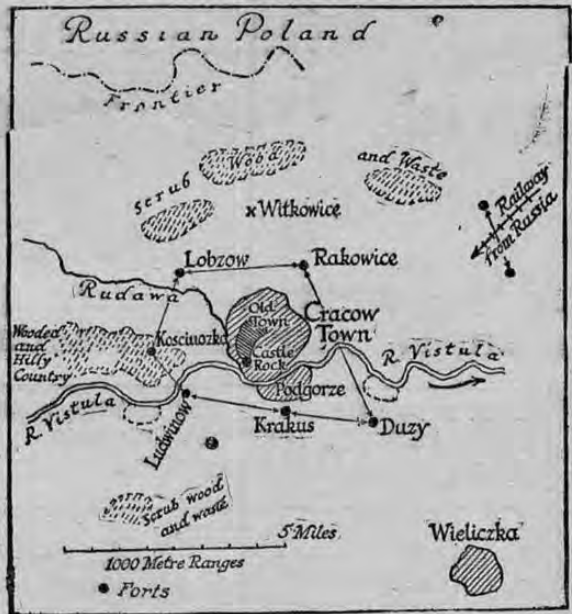 Russian Poland
Frontier
Scrub
Wood
and Waste
Railway
from Russia
x Witkowice
Lobzow
Rakowice
Rudawa
Old
Town
Cracow
Town
Wooded
and
Hilly
Country
Kosciuozko
Castle
Rock
R. Vistula
Podgorze
R. Vistula
Ludwinow
Krakus
Duzy
Scrub wood
and waste
5 Miles
1000 Metre Ranges
Forts
Wieliczka